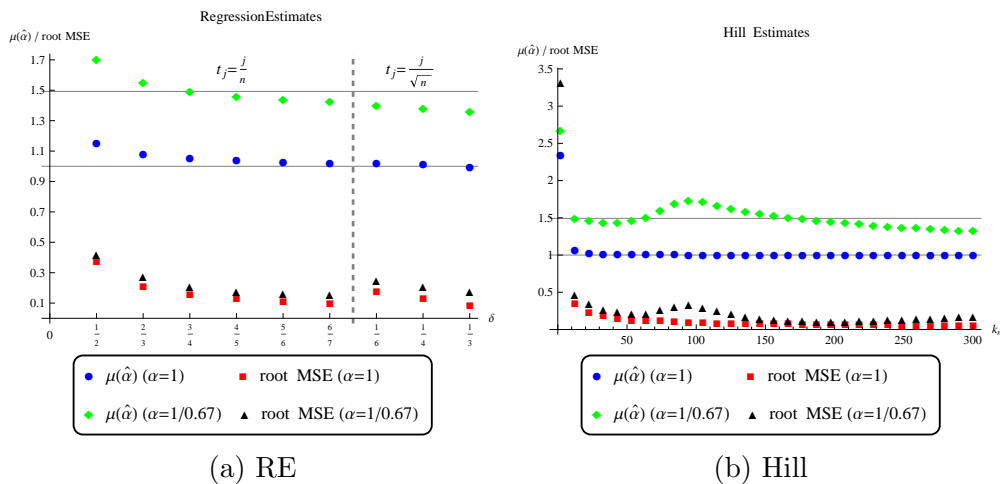 RegressionEstimates
μ(α̂) / root MSE
1.7
1.5
1.3
1.1
0.9
0.7
0.5
0.3
0.1
t_j = j/n
t_j = j/√n
0
1/2
2/3
3/4
4/5
5/6
6/7
1/6
1/4
1/3
δ
μ(α̂) (α=1)
root MSE (α=1)
μ(α̂) (α=1/0.67)
root MSE (α=1/0.67)
(a) RE
Hill Estimates
μ(α̂) / root MSE
3.5
3
2.5
2
1.5
1
0.5
50
100
150
200
250
300
μ(α̂) (α=1)
root MSE (α=1)
μ(α̂) (α=1/0.67)
root MSE (α=1/0.67)
(b) Hill